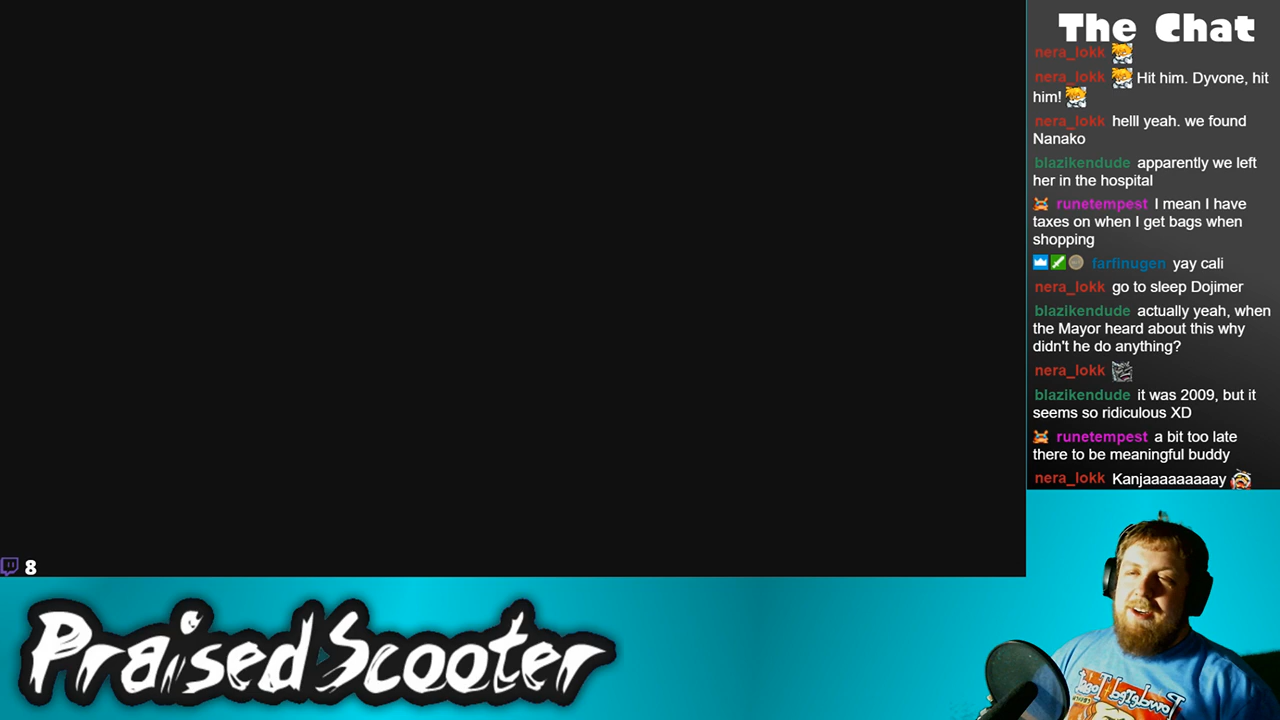 The Chat
nera_lokk
nera_lokk Hit him. Dyvone, hit
him!
nera_lokk helll yeah. we found
Nanako
blazikendude apparently we left
her in the hospital
runetempest I mean I have
taxes on when I get bags when
shopping
farfinugen yay cali
nera_lokk go to sleep Dojimer
blazikendude actually yeah, when
the Mayor heard about this why
didn't he do anything?
nera_lokk
blazikendude it was 2009, but it
seems so ridiculous XD
runetempest a bit too late
there to be meaningful buddy
nera_lokk Kanjaaaaaaaaay
8
PraisedScooter